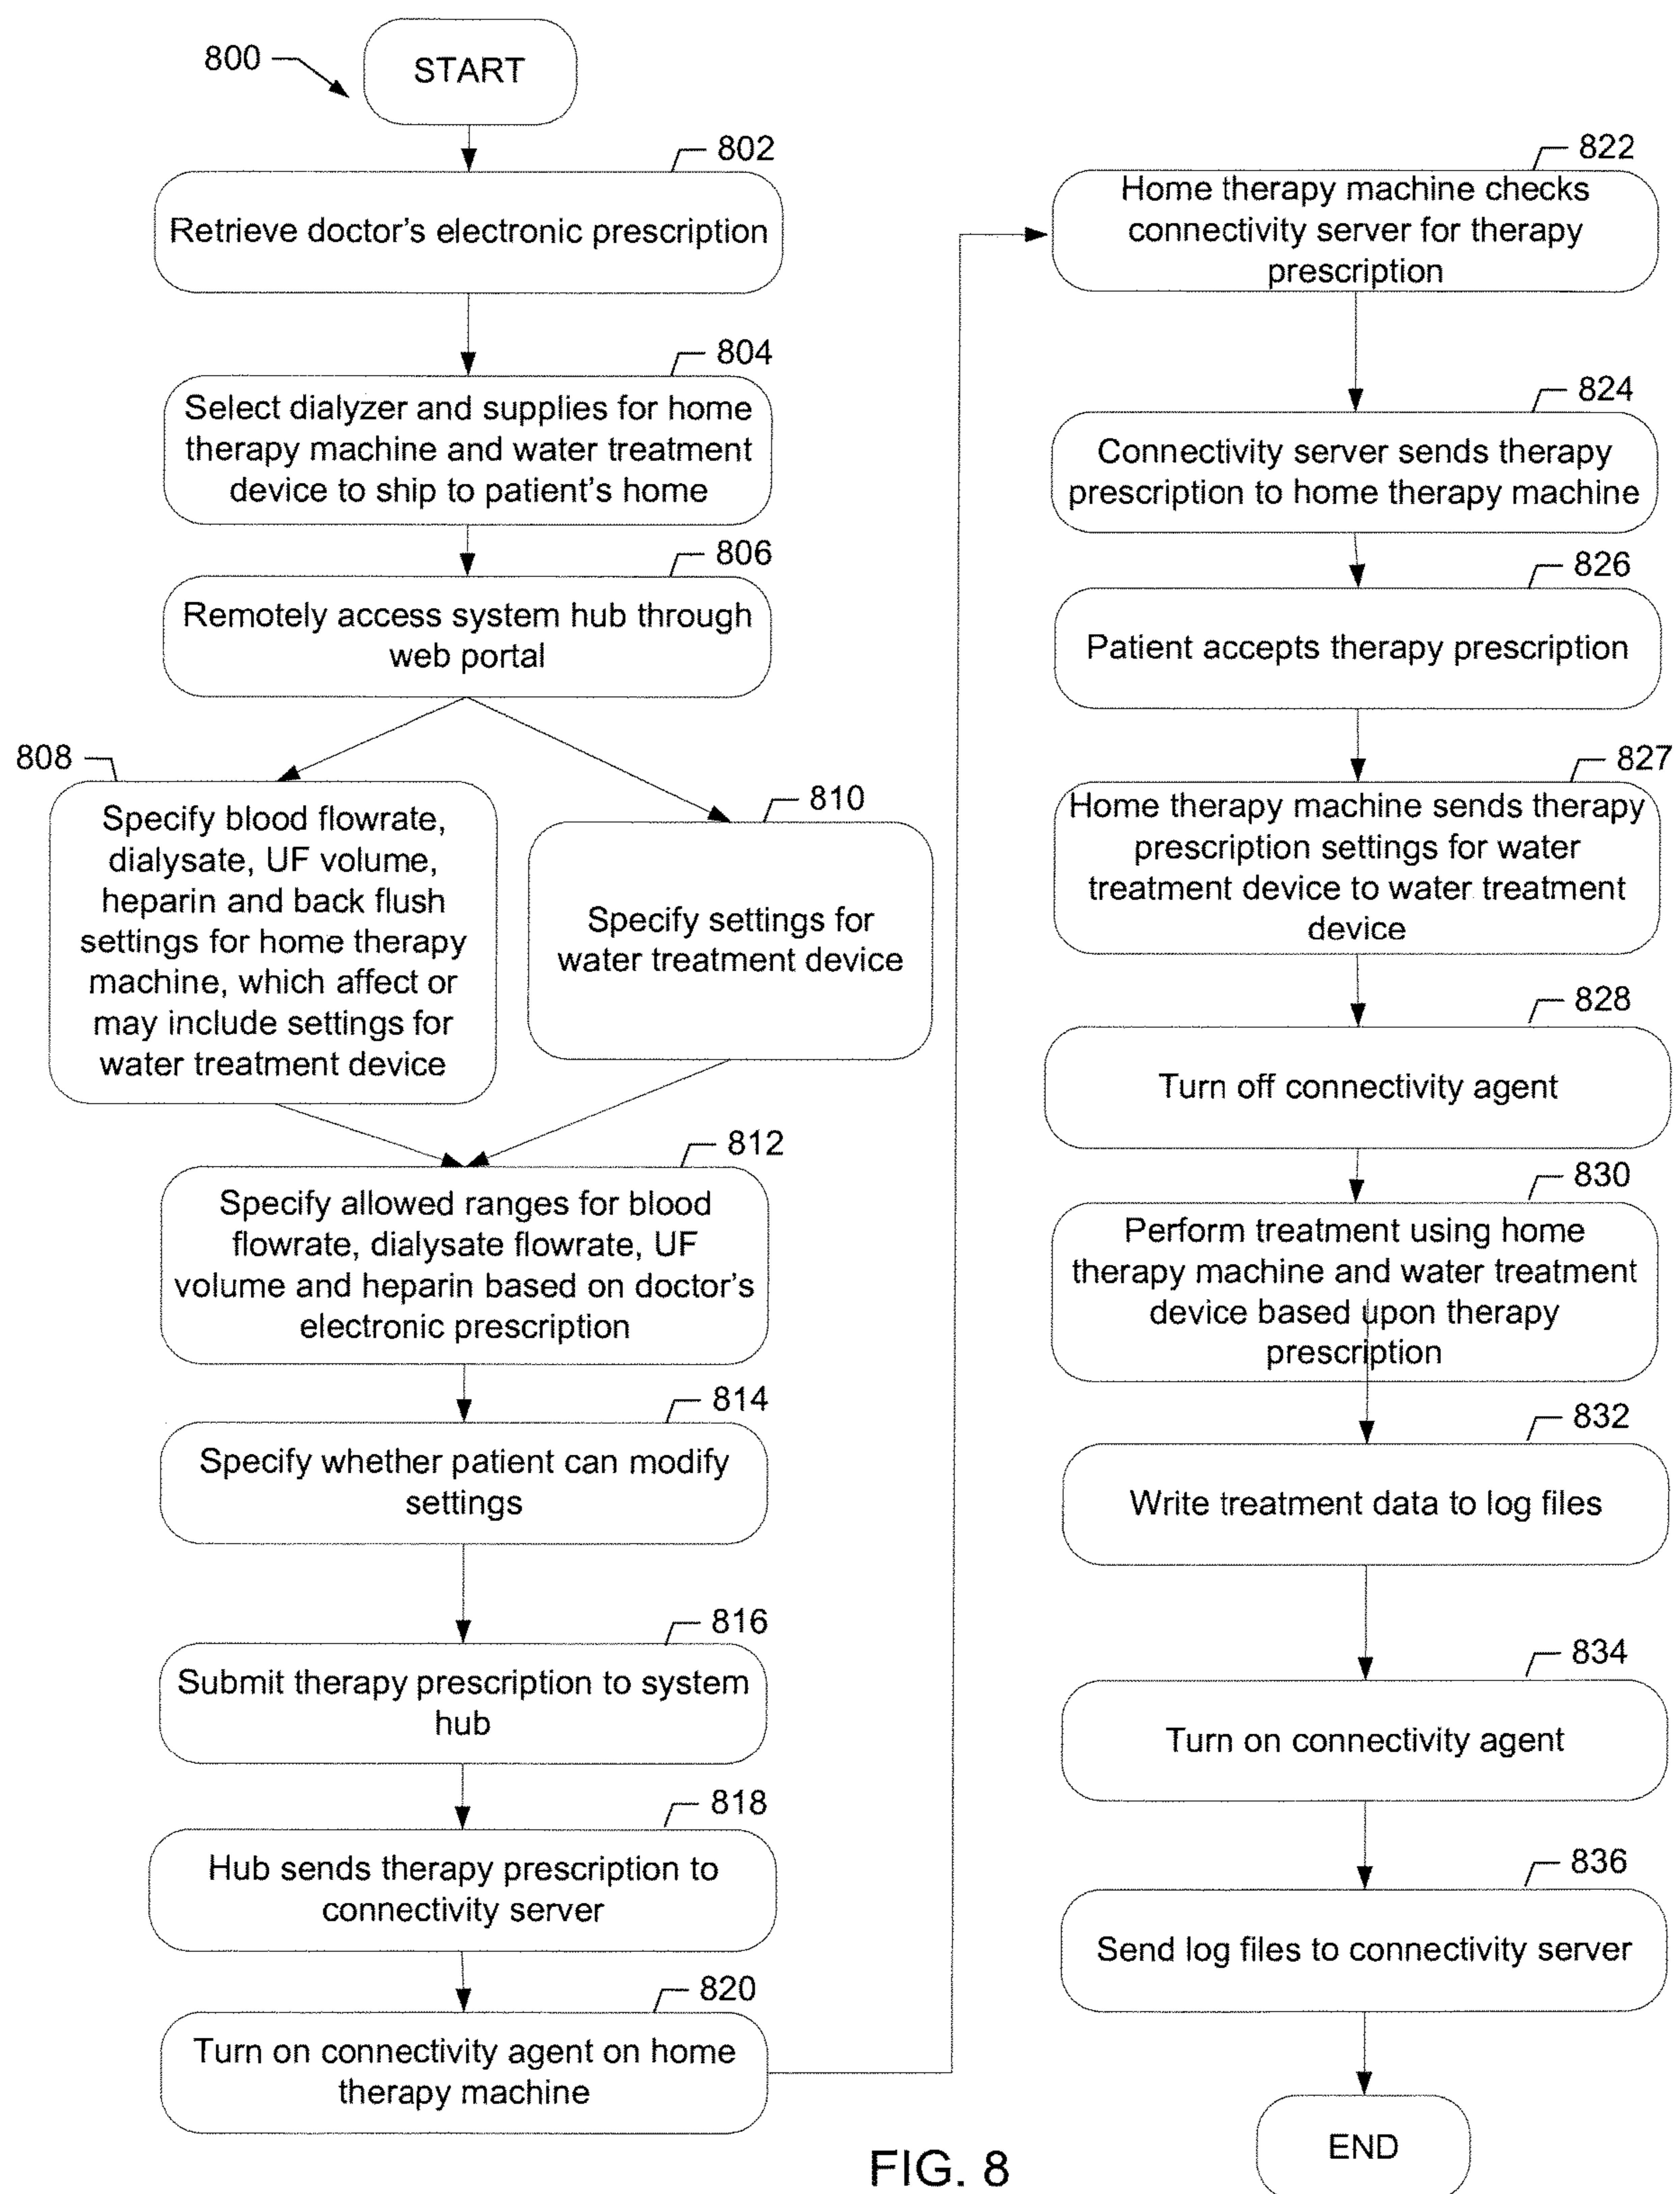 800
START
802
Retrieve doctor's electronic prescription
804
Select dialyzer and supplies for home
therapy machine and water treatment
device to ship to patient's home
806
Remotely access system hub through
web portal
808
Specify blood flowrate,
dialysate, UF volume,
heparin and back flush
settings for home therapy
machine, which affect or
may include settings for
water treatment device
810
Specify settings for
water treatment device
812
Specify allowed ranges for blood
flowrate, dialysate flowrate, UF
volume and heparin based on doctor's
electronic prescription
814
Specify whether patient can modify
settings
816
Submit therapy prescription to system
hub
818
Hub sends therapy prescription to
connectivity server
820
Turn on connectivity agent on home
therapy machine
822
Home therapy machine checks
connectivity server for therapy
prescription
824
Connectivity server sends therapy
prescription to home therapy machine
826
Patient accepts therapy prescription
827
Home therapy machine sends therapy
prescription settings for water
treatment device to water treatment
device
828
Turn off connectivity agent
830
Perform treatment using home
therapy machine and water treatment
device based upon therapy
prescription
832
Write treatment data to log files
834
Turn on connectivity agent
836
Send log files to connectivity server
END
FIG. 8